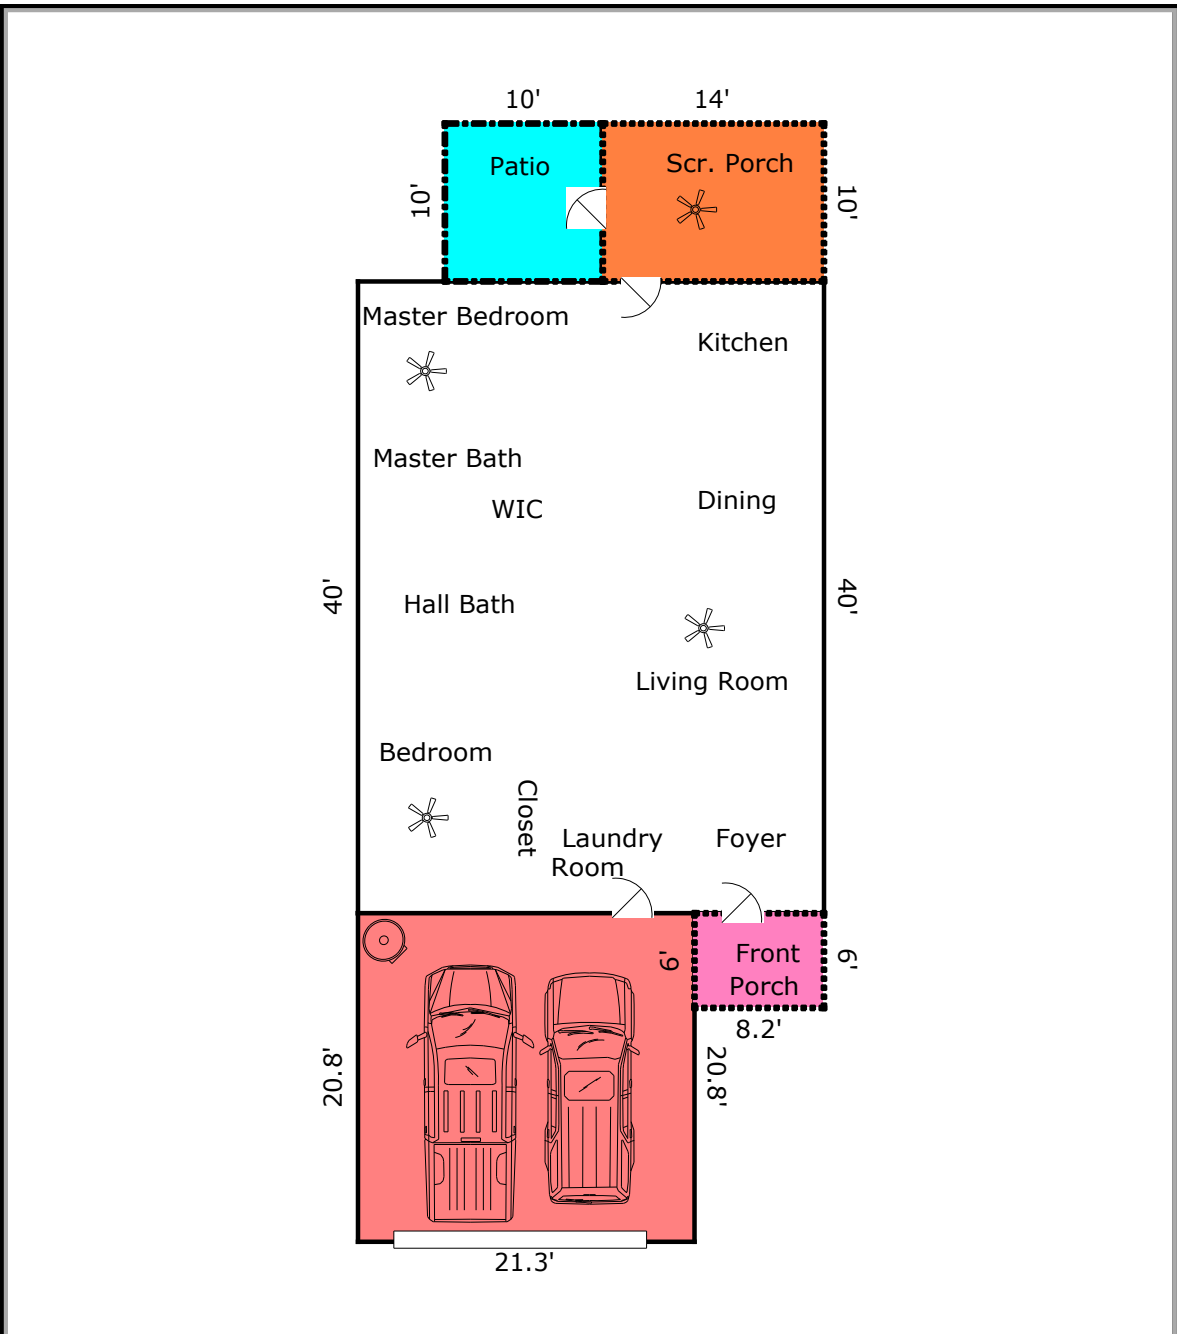 10'
14'
Patio
Scr. Porch
10'
10'
Master Bedroom
Kitchen
Master Bath
WIC
Dining
40'
40'
Hall Bath
Living Room
Bedroom
Closet
Laundry
Room
Foyer
6'
Front
Porch
6'
8.2'
20.8'
20.8'
21.3'